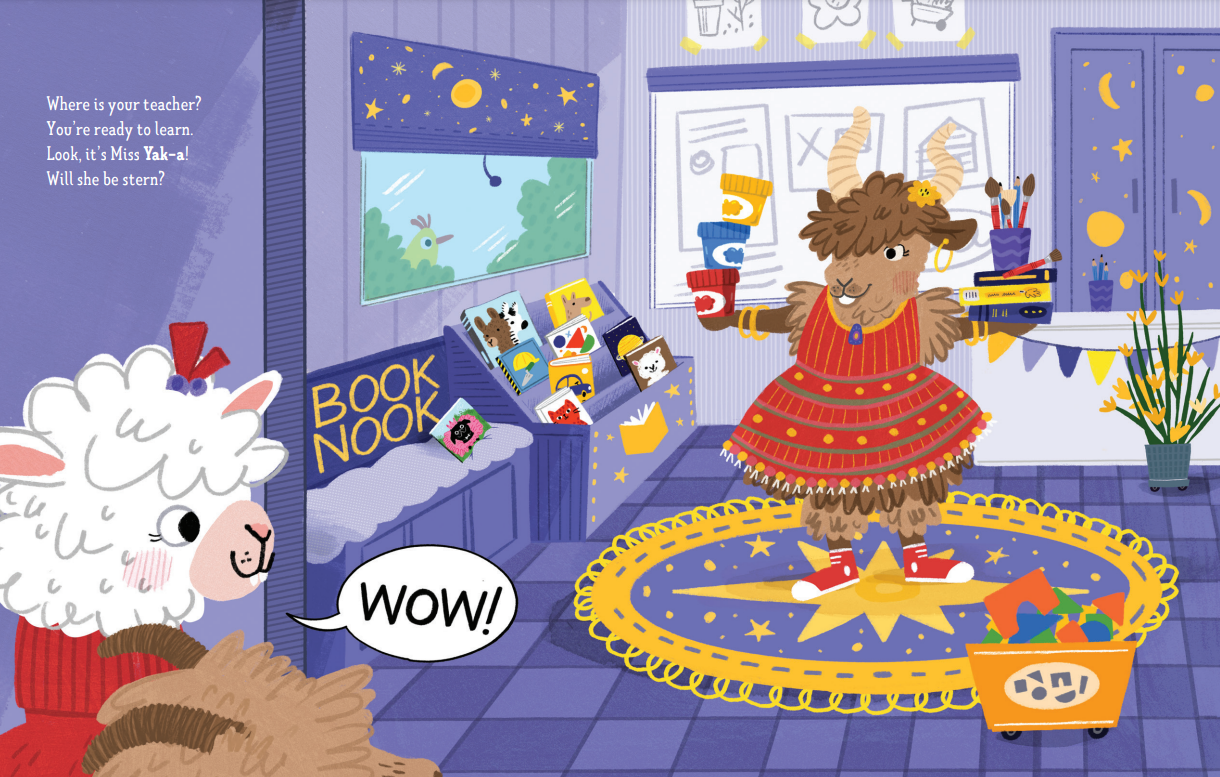 Where is your teacher?
You're ready to learn.
Look, it's Miss Yak-a!
Will she be stern?
BOOK
NOOK
WOW!